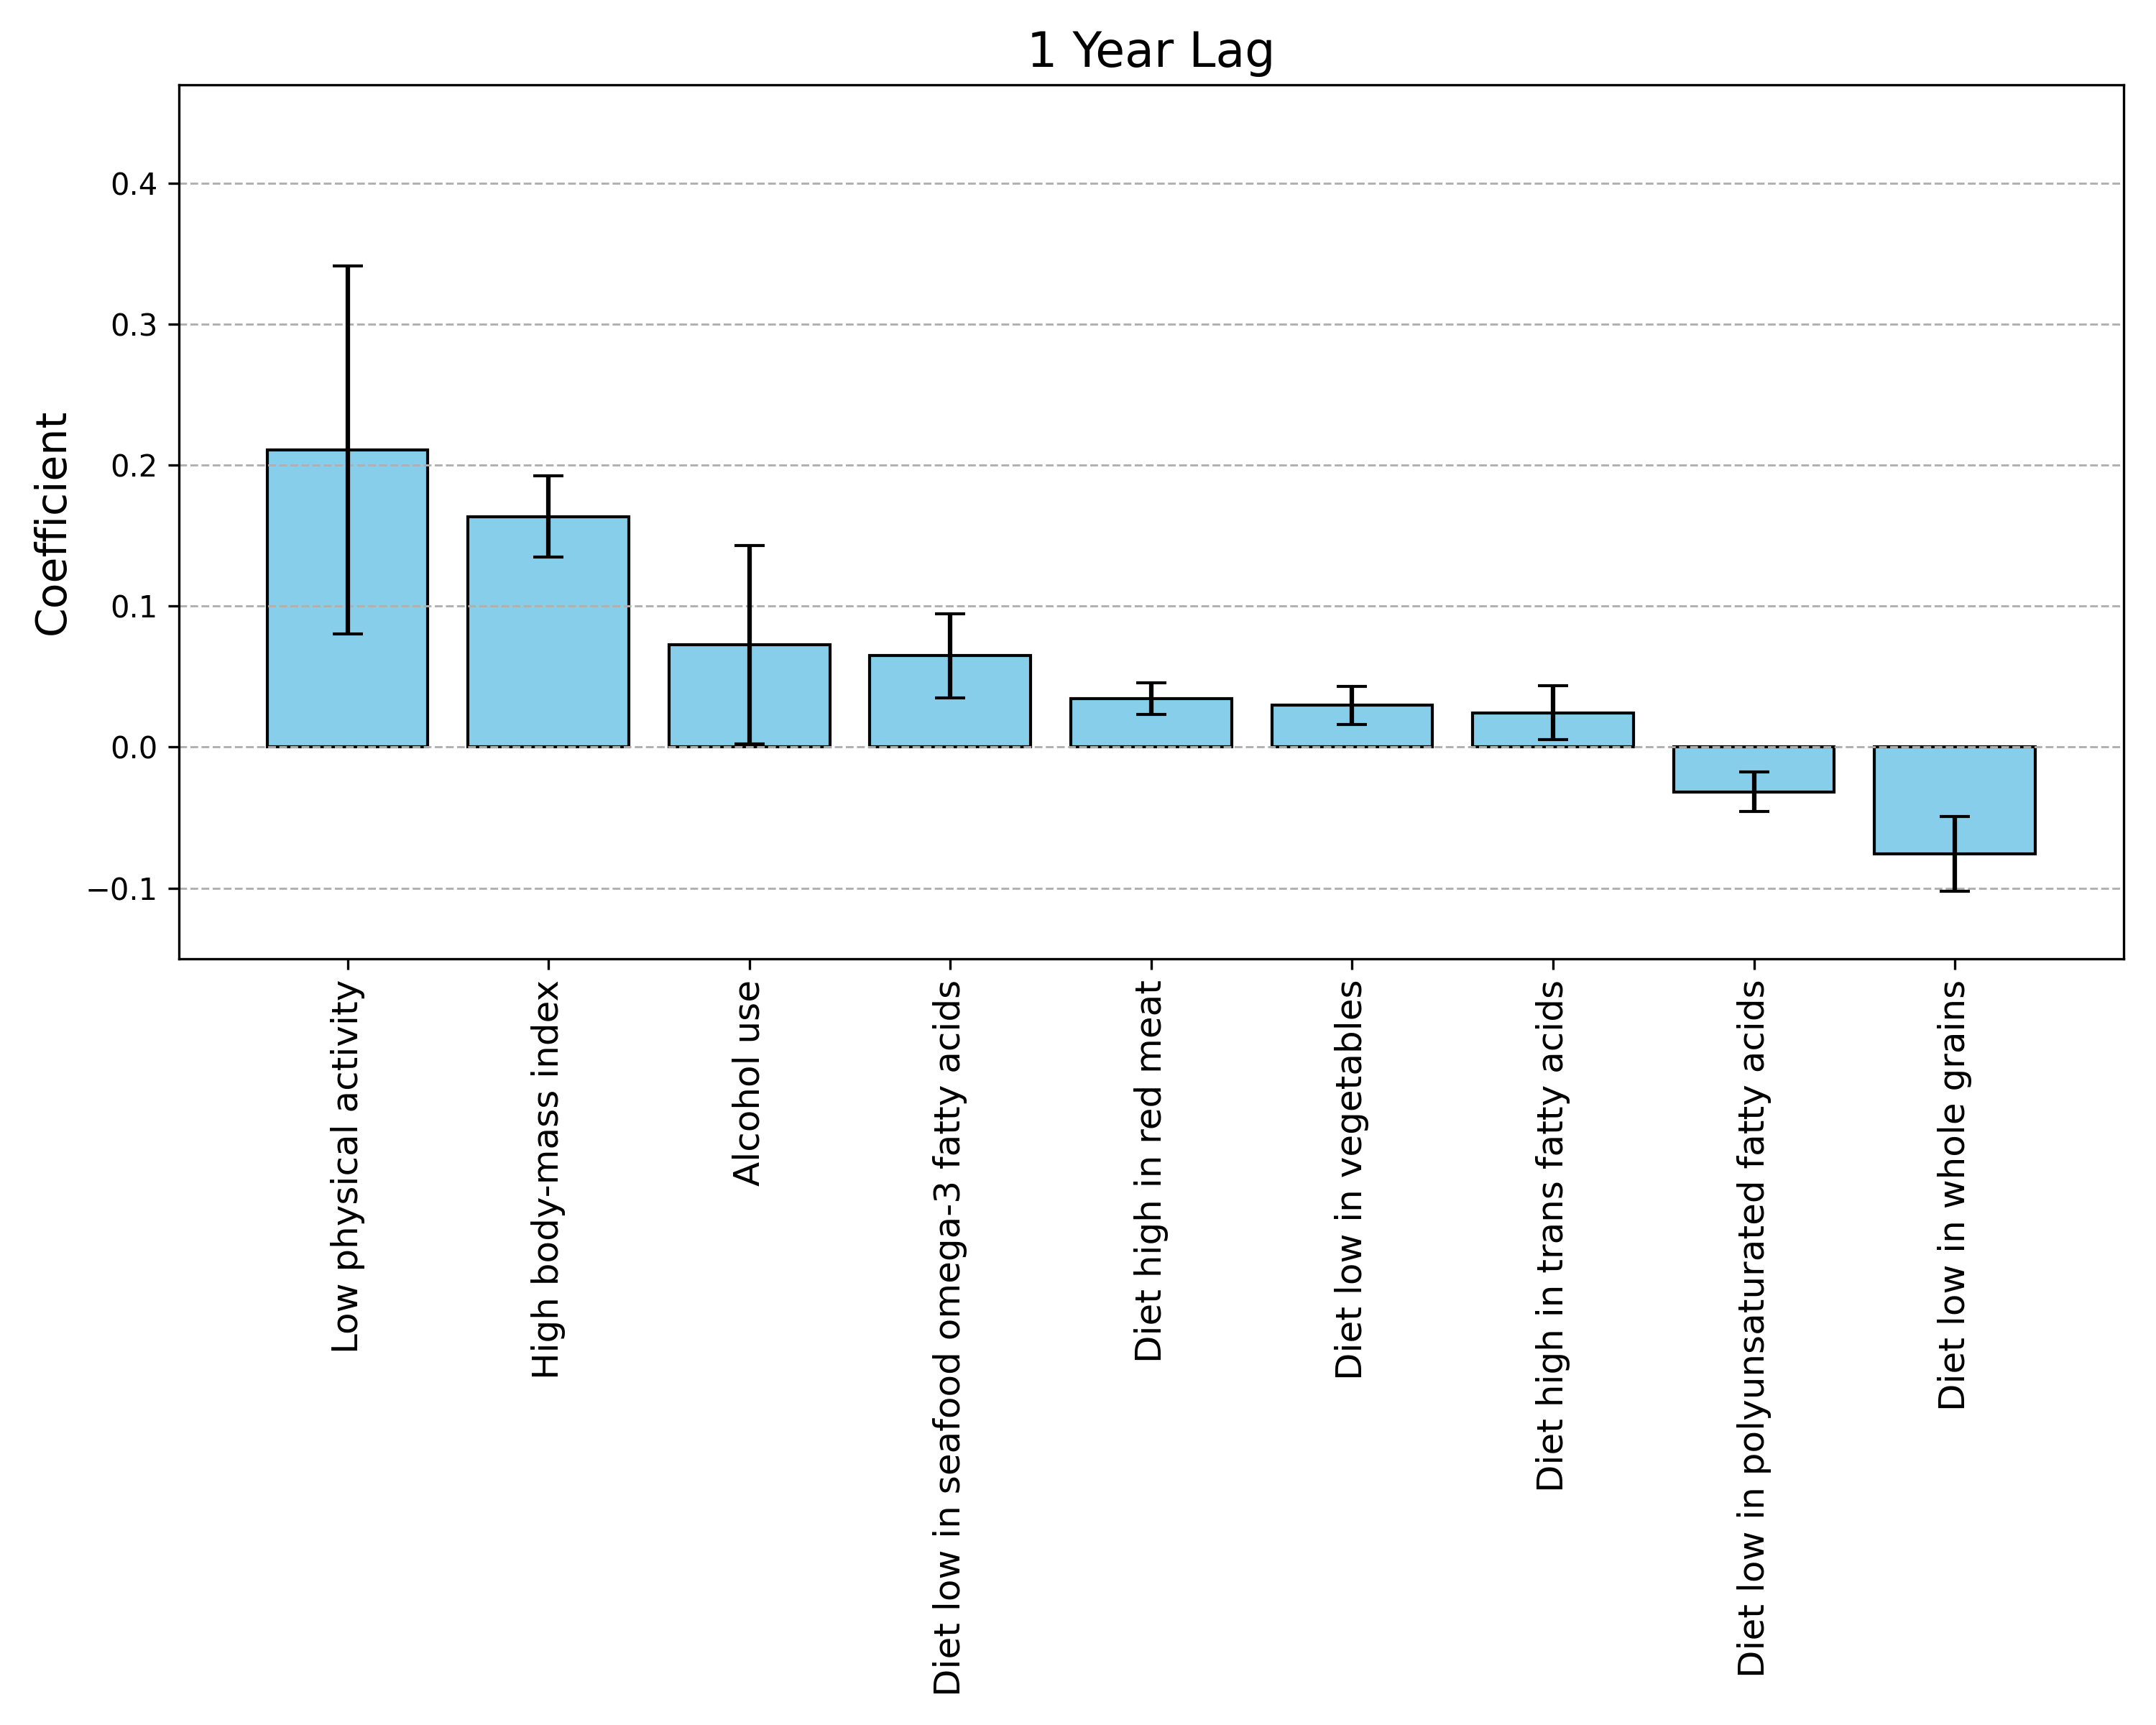 1 Year Lag
Coefficient
0.4
0.3
0.2
0.1
0.0
−0.1
Low physical activity
High body-mass index
Alcohol use
Diet low in seafood omega-3 fatty acids
Diet high in red meat
Diet low in vegetables
Diet high in trans fatty acids
Diet low in polyunsaturated fatty acids
Diet low in whole grains